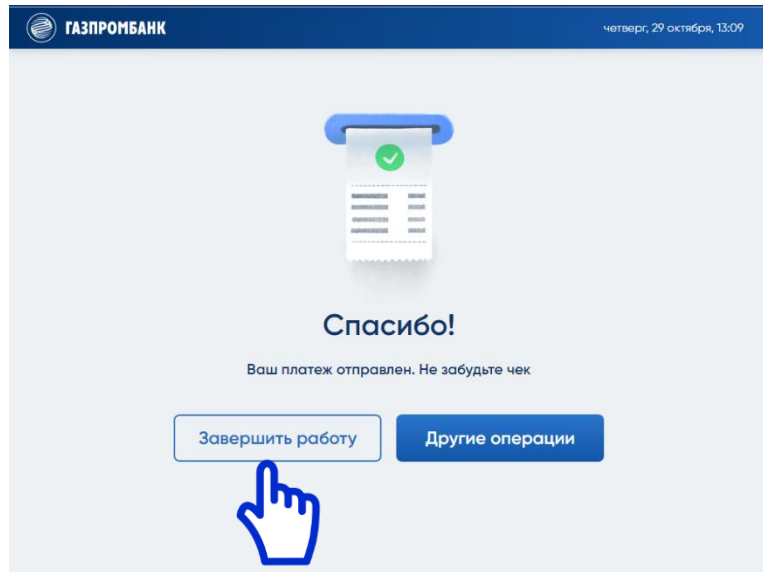 ГАЗПРОМБАНК
четверг, 29 октября, 13:09
Спасибо!
Ваш платеж отправлен. Не забудьте чек
Завершить работу
Другие операции